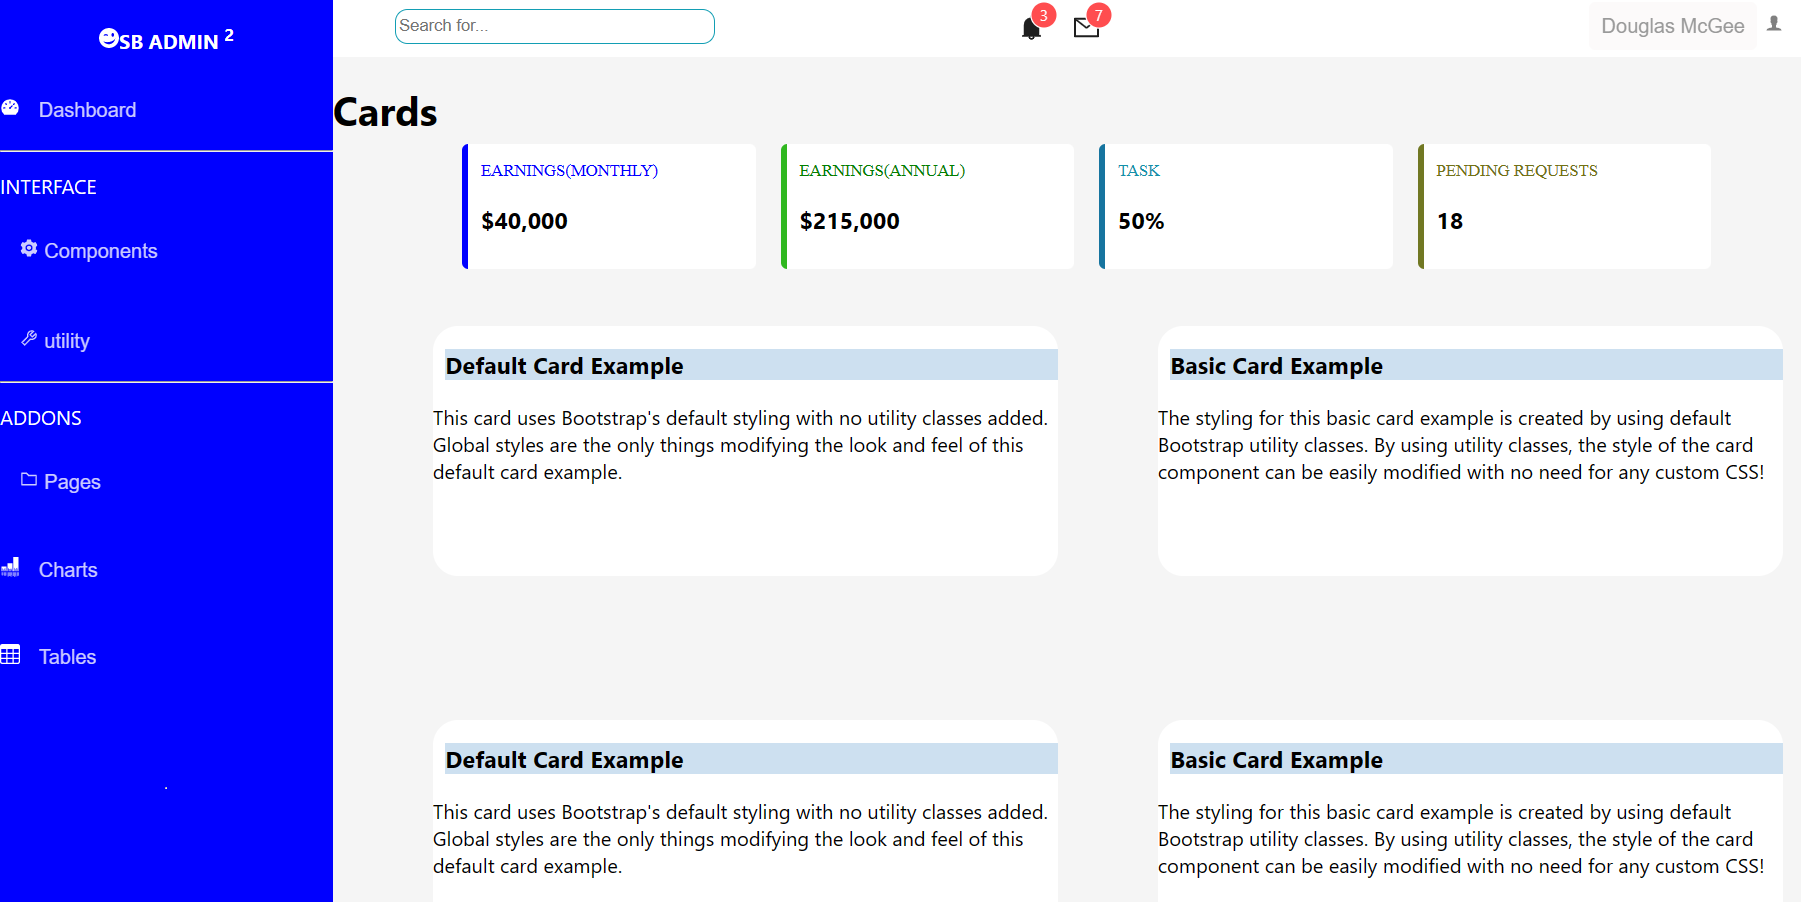 SB ADMIN 2
Dashboard
INTERFACE
Components
utility
ADDONS
Pages
Charts
Tables
.
Search for...
3
7
Douglas McGee
Cards
EARNINGS(MONTHLY)
$40,000
EARNINGS(ANNUAL)
$215,000
TASK
50%
PENDING REQUESTS
18
Default Card Example
This card uses Bootstrap's default styling with no utility classes added.
Global styles are the only things modifying the look and feel of this
default card example.
Basic Card Example
The styling for this basic card example is created by using default
Bootstrap utility classes. By using utility classes, the style of the card
component can be easily modified with no need for any custom CSS!
Default Card Example
This card uses Bootstrap's default styling with no utility classes added.
Global styles are the only things modifying the look and feel of this
default card example.
Basic Card Example
The styling for this basic card example is created by using default
Bootstrap utility classes. By using utility classes, the style of the card
component can be easily modified with no need for any custom CSS!